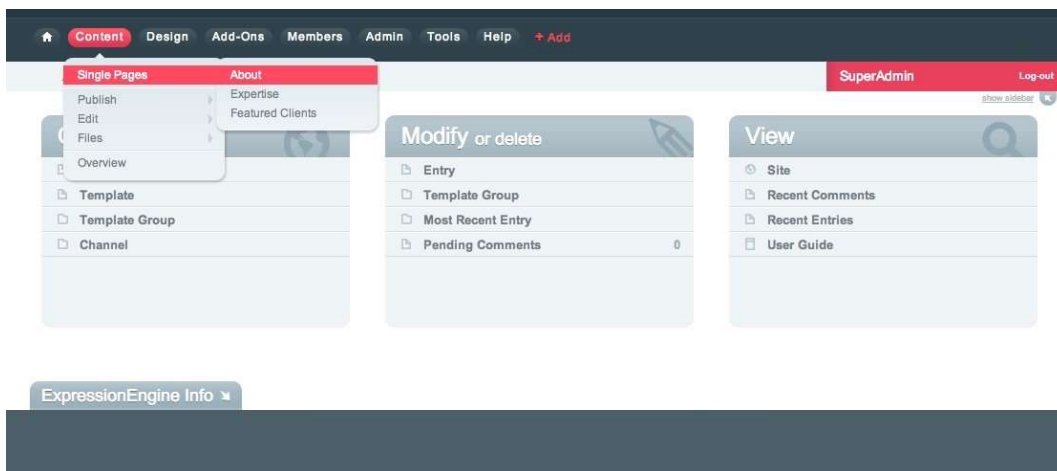 Content Design Add-Ons Members Admin Tools Help + Add
Single Pages
Publish
Edit
Files
Overview
About
Expertise
Featured Clients
SuperAdmin Log-out
show sidebar
Template
Template Group
Channel
Modify or delete
Entry
Template Group
Most Recent Entry
Pending Comments 0
View
Site
Recent Comments
Recent Entries
User Guide
ExpressionEngine Info